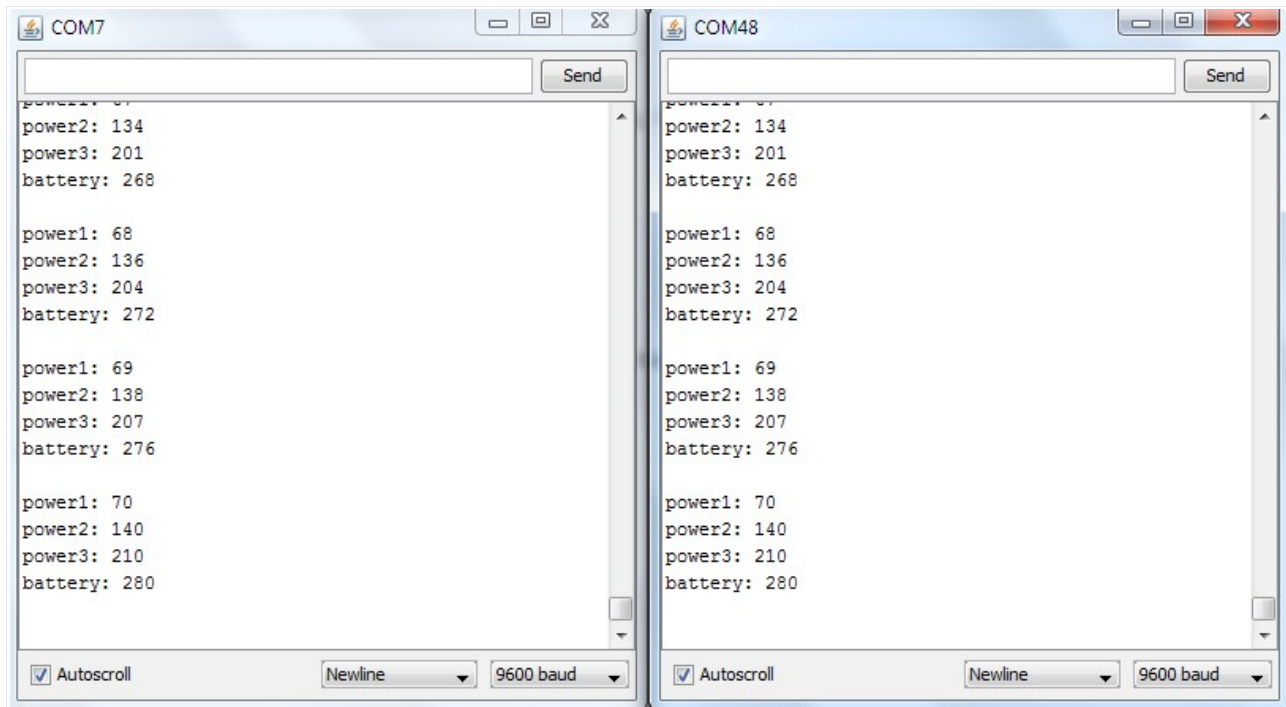 COM7
Send
power2: 134
power3: 201
battery: 268
power1: 68
power2: 136
power3: 204
battery: 272
power1: 69
power2: 138
power3: 207
battery: 276
power1: 70
power2: 140
power3: 210
battery: 280
Autoscroll
Newline
9600 baud
COM48
Send
power2: 134
power3: 201
battery: 268
power1: 68
power2: 136
power3: 204
battery: 272
power1: 69
power2: 138
power3: 207
battery: 276
power1: 70
power2: 140
power3: 210
battery: 280
Autoscroll
Newline
9600 baud